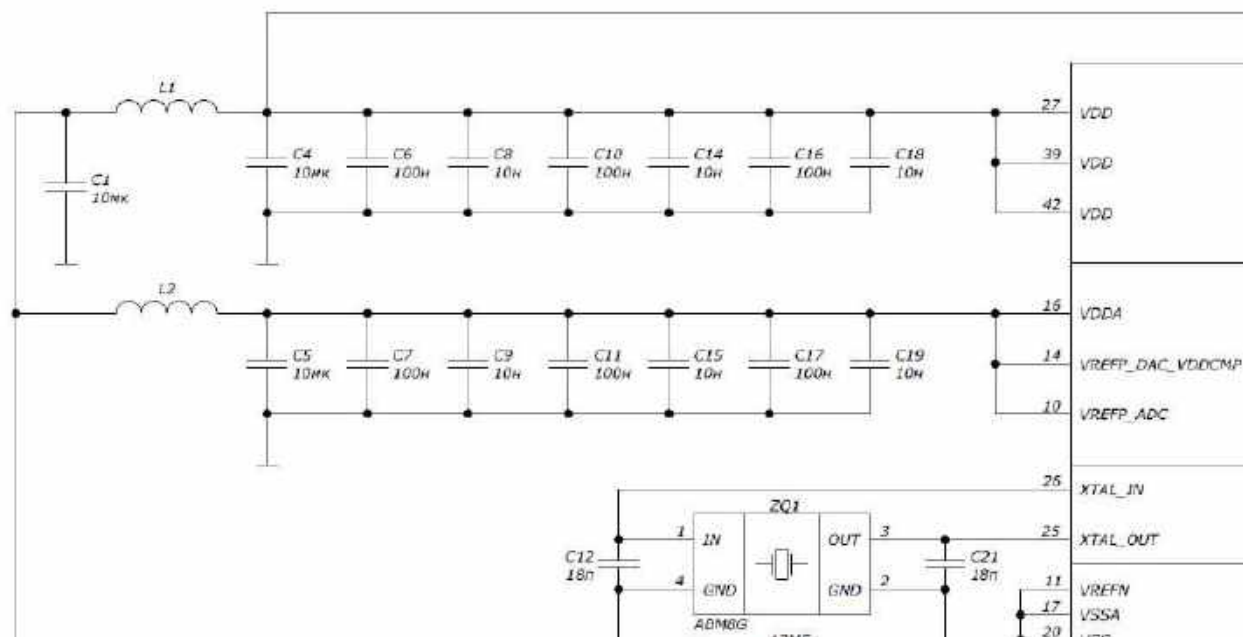 L1
27 VDD
C4 C6 C8 C10 C14 C16 C18
10мк 100н 10н 100н 10н 100н 10н
39 VDD
C1
10мк
42 VDD
L2
16 VDDA
C5 C7 C9 C11 C15 C17 C19
10мк 100н 10н 100н 10н 100н 10н
14 VREFP_DAC_VDDCMP
10 VREFP_ADC
26 XTAL_IN
ZQ1
1 IN OUT 3 25 XTAL_OUT
C12 C21
18п 18п
4 GND GND 2 11 VREFN
17 VSSA
ABM8G
20